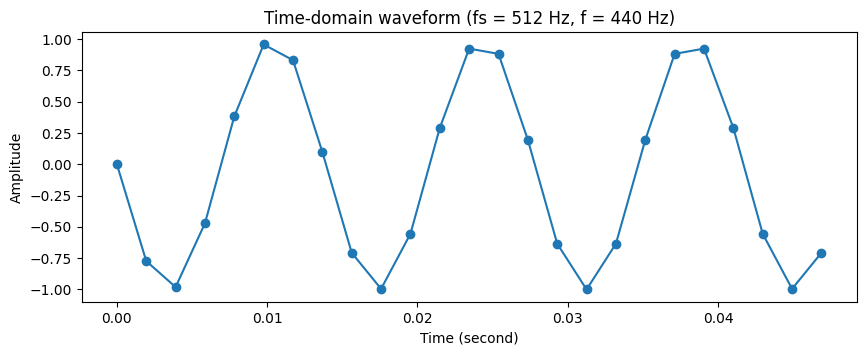 Time-domain waveform (fs = 512 Hz, f = 440 Hz)
Amplitude
1.00
0.75
0.50
0.25
0.00
−0.25
−0.50
−0.75
−1.00
0.00 0.01 0.02 0.03 0.04
Time (second)